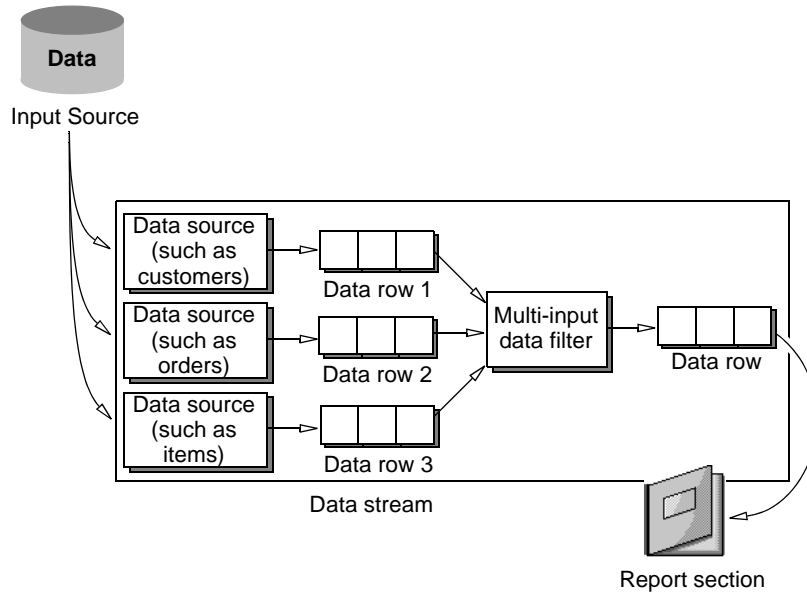 Data
Input Source
Data source
(such as
customers)
Data row 1
Data source
(such as
orders)
Data row 2
Data source
(such as
items)
Data row 3
Multi-input
data filter
Data row
Data stream
Report section